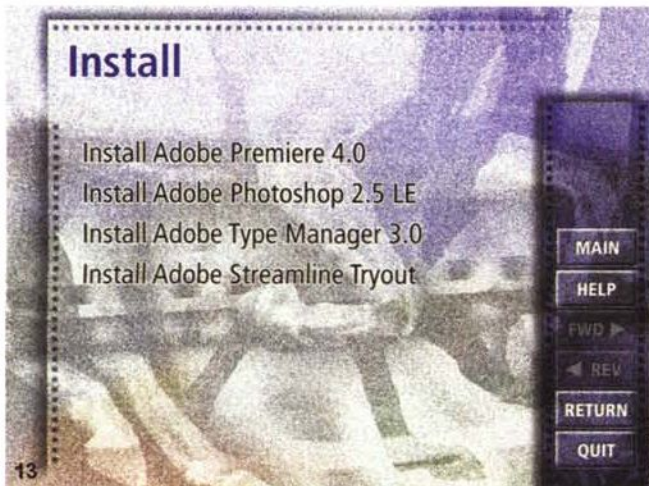 Install
Install Adobe Premiere 4.0
Install Adobe Photoshop 2.5 LE
Install Adobe Type Manager 3.0
Install Adobe Streamline Tryout
MAIN
HELP
FWD ▶
◀ REV
RETURN
QUIT
13